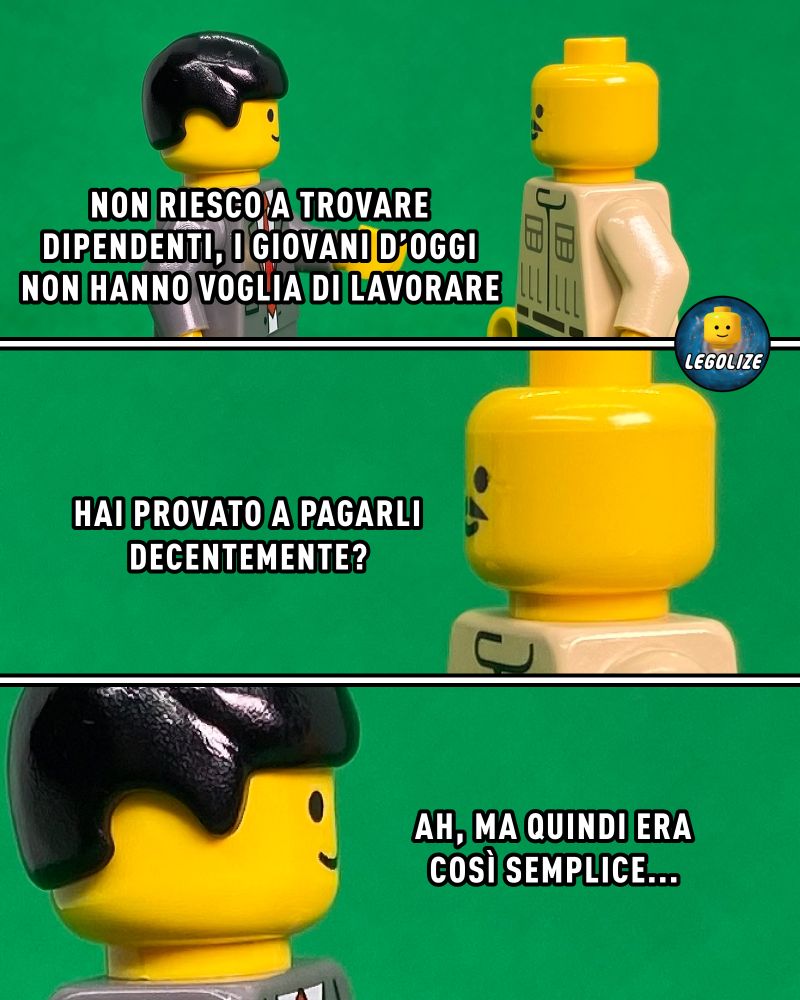 NON RIESCO A TROVARE
DIPENDENTI, I GIOVANI D'OGGI
NON HANNO VOGLIA DI LAVORARE
LEGOLIZE
HAI PROVATO A PAGARLI
DECENTEMENTE?
AH, MA QUINDI ERA
COSÌ SEMPLICE...